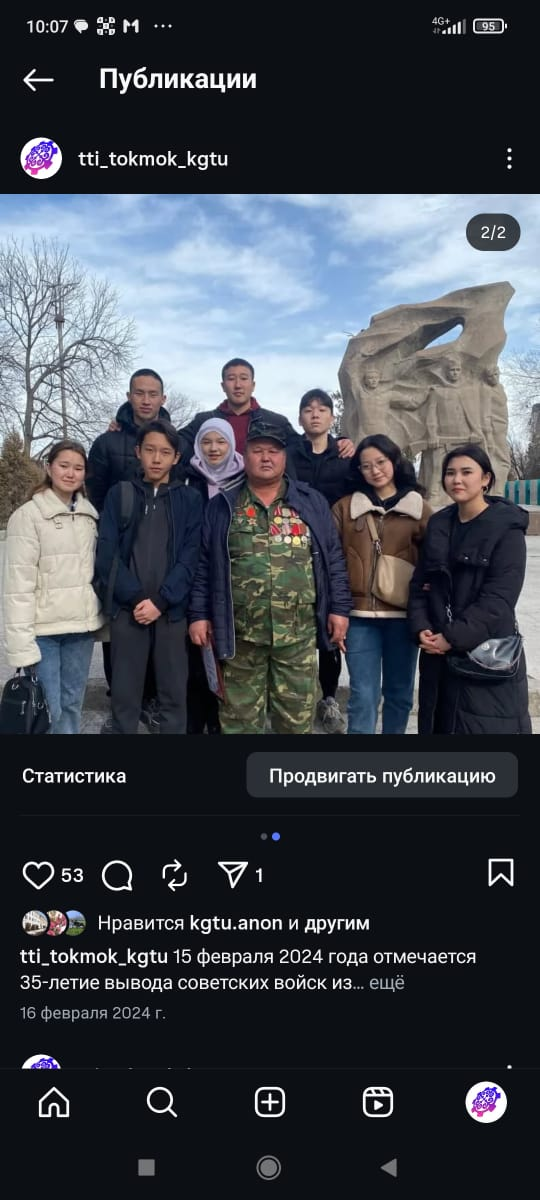 10:07
4G+
95
Публикации
tti_tokmok_kgtu
2/2
Статистика
Продвигать публикацию
53
1
Нравится kgtu.anon и другим
tti_tokmok_kgtu 15 февраля 2024 года отмечается
35-летие вывода советских войск из... ещё
16 февраля 2024 г.